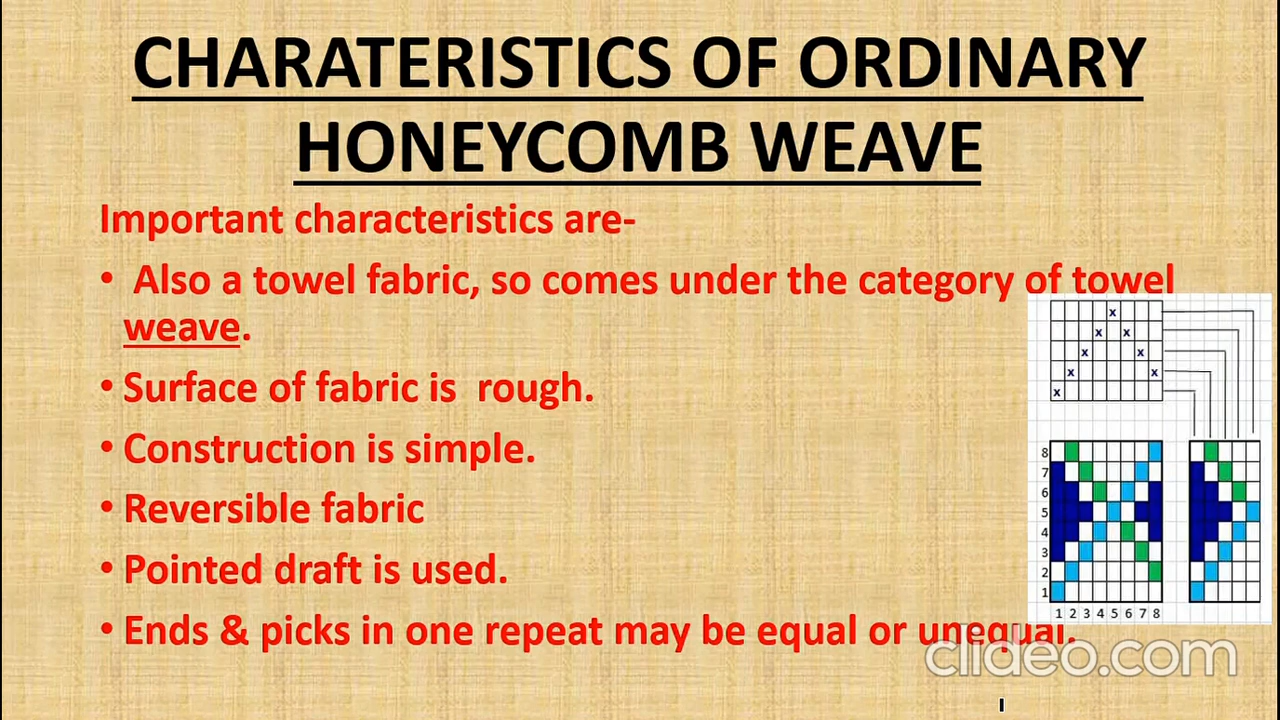 CHARATERISTICS OF ORDINARY
HONEYCOMB WEAVE
Important characteristics are-
• Also a towel fabric, so comes under the category of towel
weave.
• Surface of fabric is rough.
• Construction is simple.
• Reversible fabric
• Pointed draft is used.
• Ends & picks in one repeat may be equal or unequal.
x
x x
x x
x x
x
8
7
6
5
4
3
2
1
1 2 3 4 5 6 7 8
clideo.com